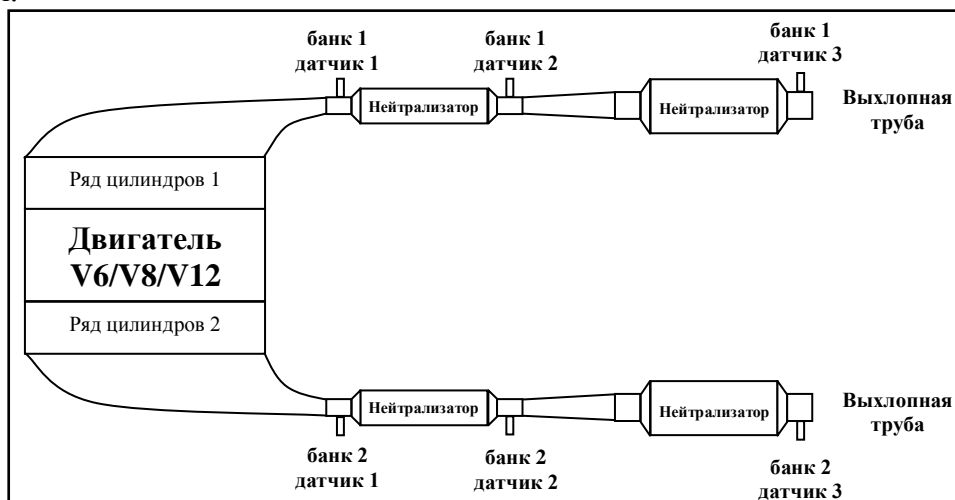 банк 1
датчик 1
банк 1
датчик 2
банк 1
датчик 3
Нейтрализатор
Нейтрализатор
Выхлопная
труба
Ряд цилиндров 1
Двигатель
V6/V8/V12
Ряд цилиндров 2
Нейтрализатор
Нейтрализатор
Выхлопная
труба
банк 2
датчик 1
банк 2
датчик 2
банк 2
датчик 3